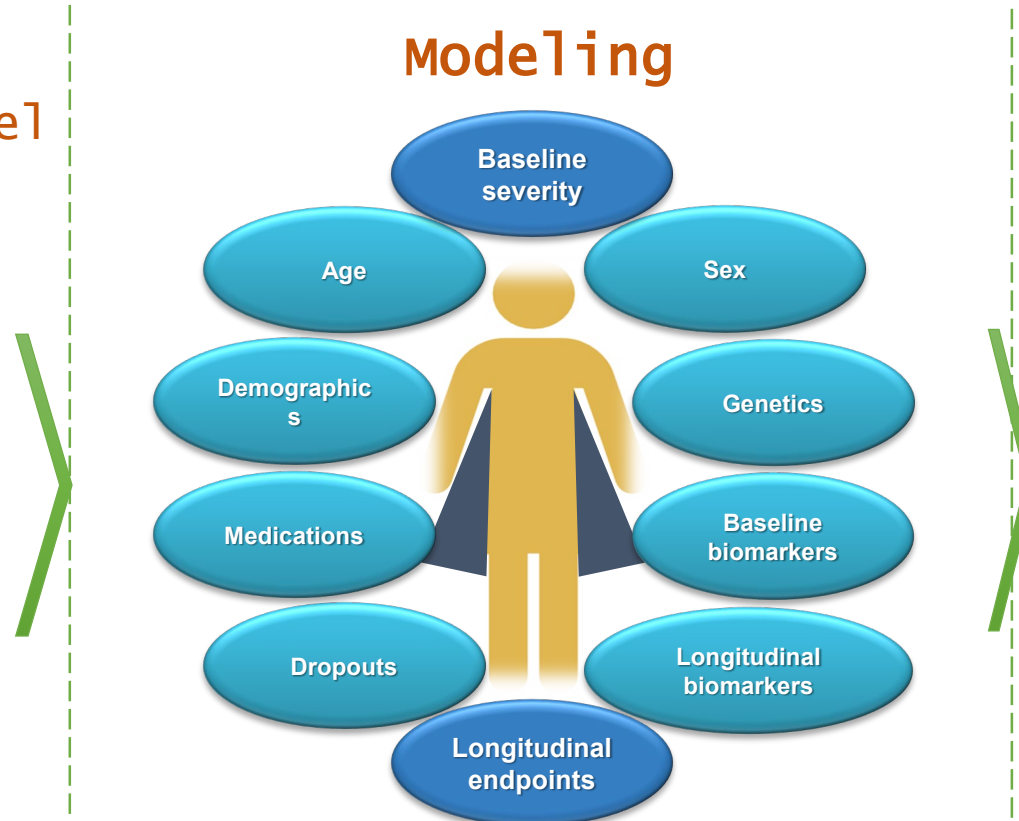 Modeling
el
Baseline
severity
Age
Sex
Demographic
s
Genetics
Medications
Baseline
biomarkers
Dropouts
Longitudinal
biomarkers
Longitudinal
endpoints